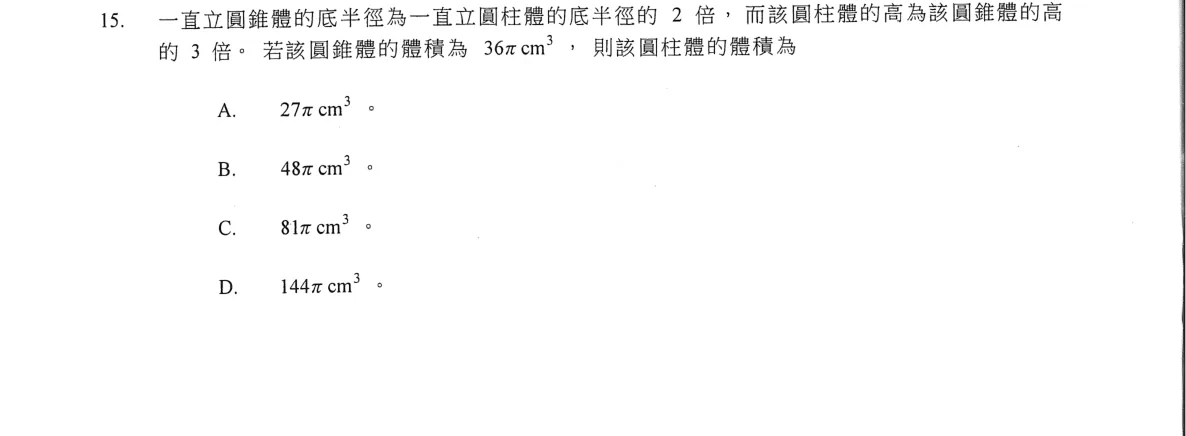 15. 一直立圓錐體的底半徑為一直立圓柱體的底半徑的 2 倍，而該圓柱體的高為該圓錐體的高
的 3 倍。 若該圓錐體的體積為 36π cm³ ， 則該圓柱體的體積為
A. 27π cm³ 。
B. 48π cm³ 。
C. 81π cm³ 。
D. 144π cm³ 。